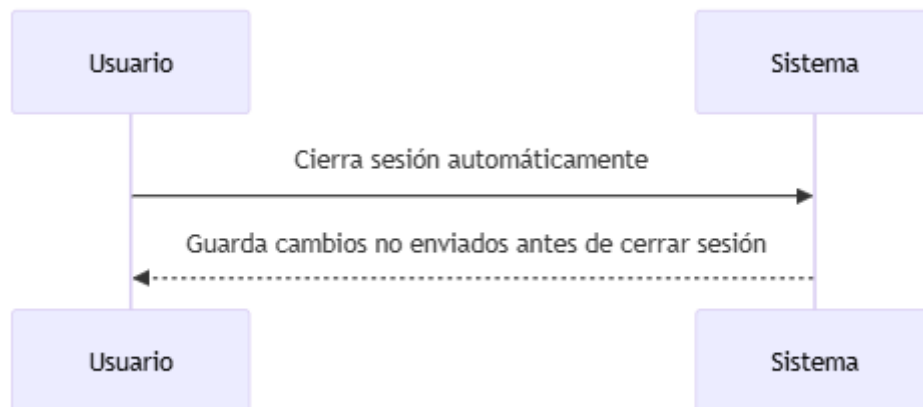 Usuario
Sistema
Cierra sesión automáticamente
Guarda cambios no enviados antes de cerrar sesión
Usuario
Sistema